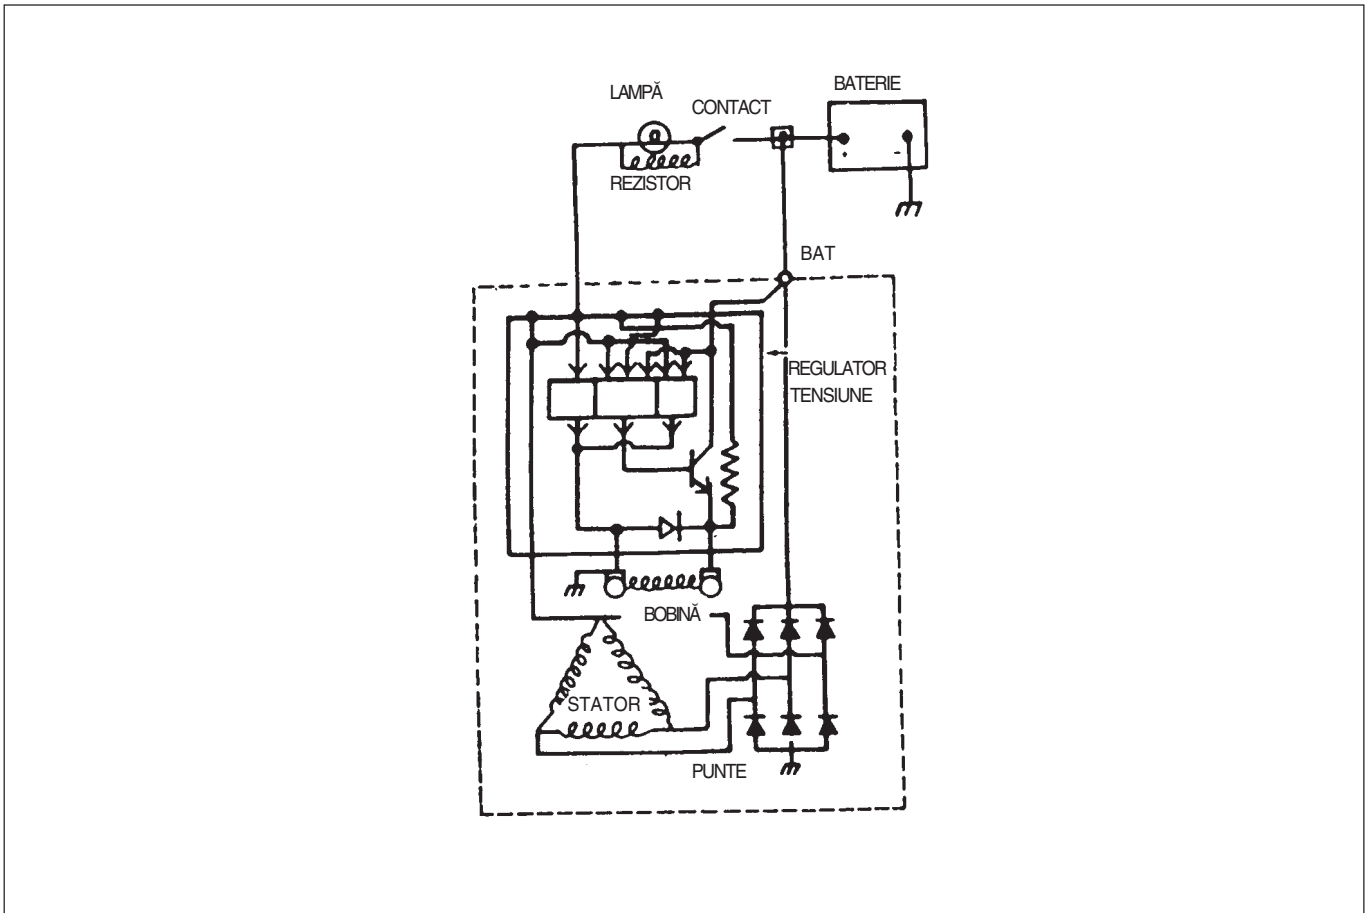 BATERIE
LAMPĂ
CONTACT
REZISTOR
BAT
REGULATOR
TENSIUNE
BOBINĂ
STATOR
PUNTE